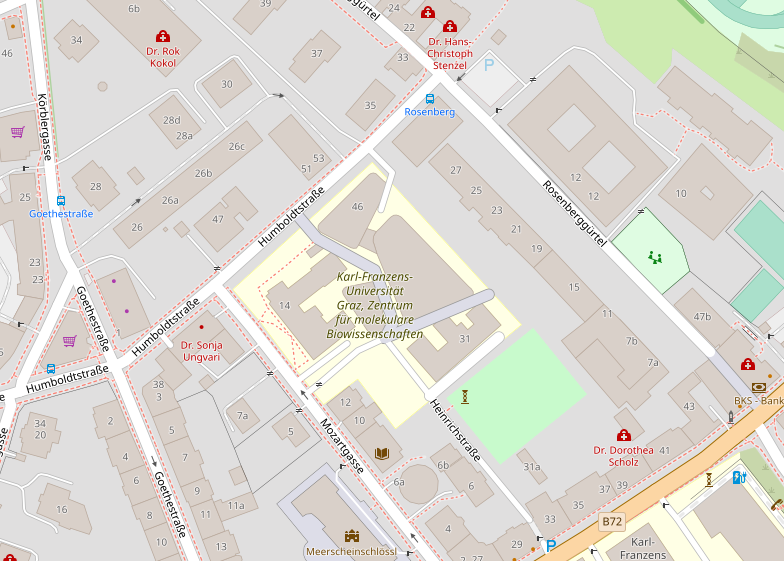 6b
39
gürtel
24
22
34
Dr. Rok
Kokol
37
33
Dr. Hans-
Christoph
Stenzel
P
46
30
35
Rosenberg
Körblergasse
28d
28a
26c
53
51
27
12
12
25
28
26b
26a
25
23
10
Goethestraße
26
47
46
21
Rosenberggürtel
Humboldtstraße
19
23
23
Karl-Franzens-
Universität
Graz, Zentrum
für molekulare
Biowissenschaften
15
Goethestraße
14
11
47b
6
Humboldtstraße
31
7b
Dr. Sonja
Ungvari
7a
Humboldtstraße
38
3
BKS - Bank
12
10
43
34
20
2
5
7a
5
Mozartgasse
Heinrichstraße
Dr. Dorothea
Scholz
41
4
7
6b
31a
37
39
16
6
9
6a
35
Goethestraße
8
11
11a
33
B72
10
13
4
Meerscheinschlössl
2
29
P
Karl-
Franzens